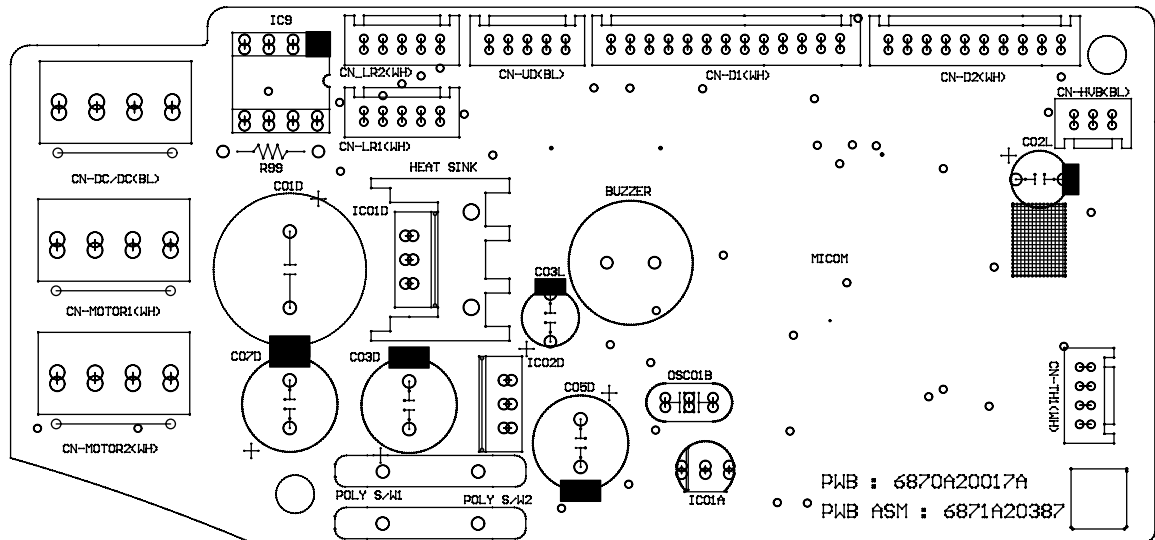 IC9
CN_LR2(WH)
CN-UD(BL)
CN-D1(WH)
CN-D2(WH)
CN-HVB(BL)
CN-LR1(WH)
C02L
R99
HEAT SINK
CN-DC/DC(BL)
C01D
BUZZER
IC01D
MICOM
C03L
CN-MOTOR1(WH)
C07D
C03D
IC02D
OSC01B
C05D
CN-TH1(WH)
CN-MOTOR2(WH)
POLY S/W1
POLY S/W2
IC01A
PWB : 6870A20017A
PWB ASM : 6871A20387